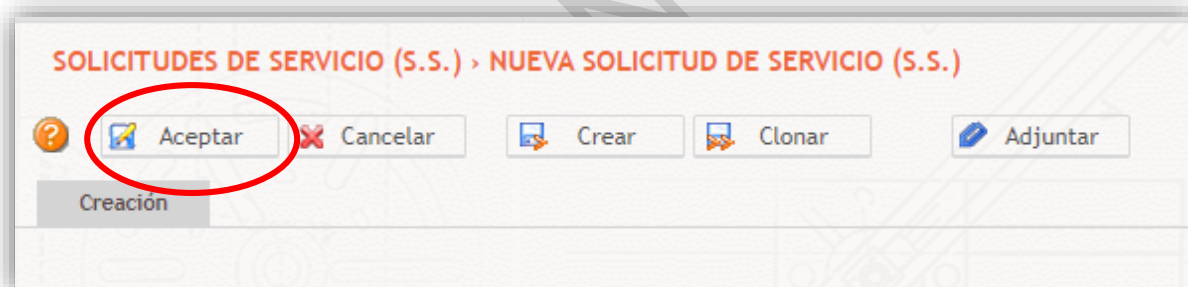 SOLICITUDES DE SERVICIO (S.S.) › NUEVA SOLICITUD DE SERVICIO (S.S.)
? Aceptar Cancelar Crear Clonar Adjuntar
Creación